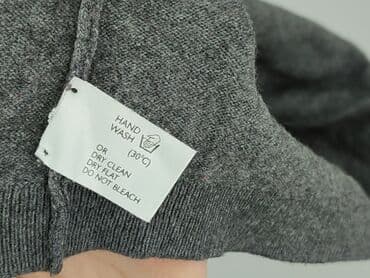 HAND
WASH
(30°C)
OR
DRY CLEAN
DRY FLAT
DO NOT BLEACH